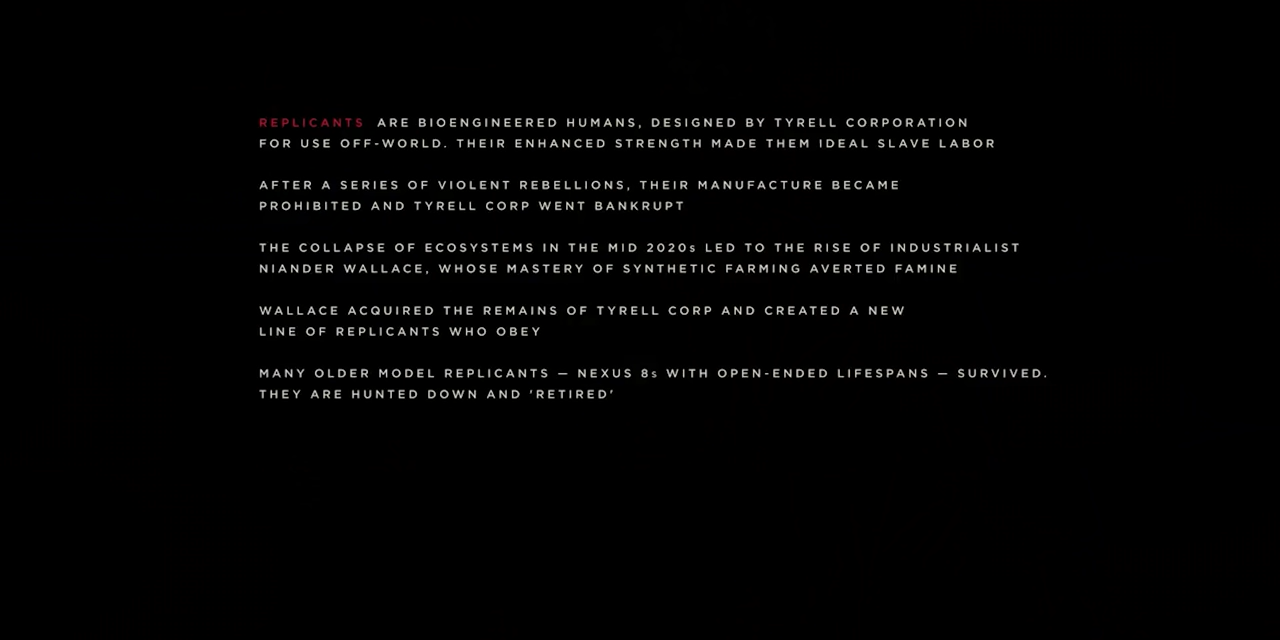 REPLICANTS ARE BIOENGINEERED HUMANS, DESIGNED BY TYRELL CORPORATION
FOR USE OFF-WORLD. THEIR ENHANCED STRENGTH MADE THEM IDEAL SLAVE LABOR
AFTER A SERIES OF VIOLENT REBELLIONS, THEIR MANUFACTURE BECAME
PROHIBITED AND TYRELL CORP WENT BANKRUPT
THE COLLAPSE OF ECOSYSTEMS IN THE MID 2020s LED TO THE RISE OF INDUSTRIALIST
NIANDER WALLACE, WHOSE MASTERY OF SYNTHETIC FARMING AVERTED FAMINE
WALLACE ACQUIRED THE REMAINS OF TYRELL CORP AND CREATED A NEW
LINE OF REPLICANTS WHO OBEY
MANY OLDER MODEL REPLICANTS — NEXUS 8s WITH OPEN-ENDED LIFESPANS — SURVIVED.
THEY ARE HUNTED DOWN AND 'RETIRED'